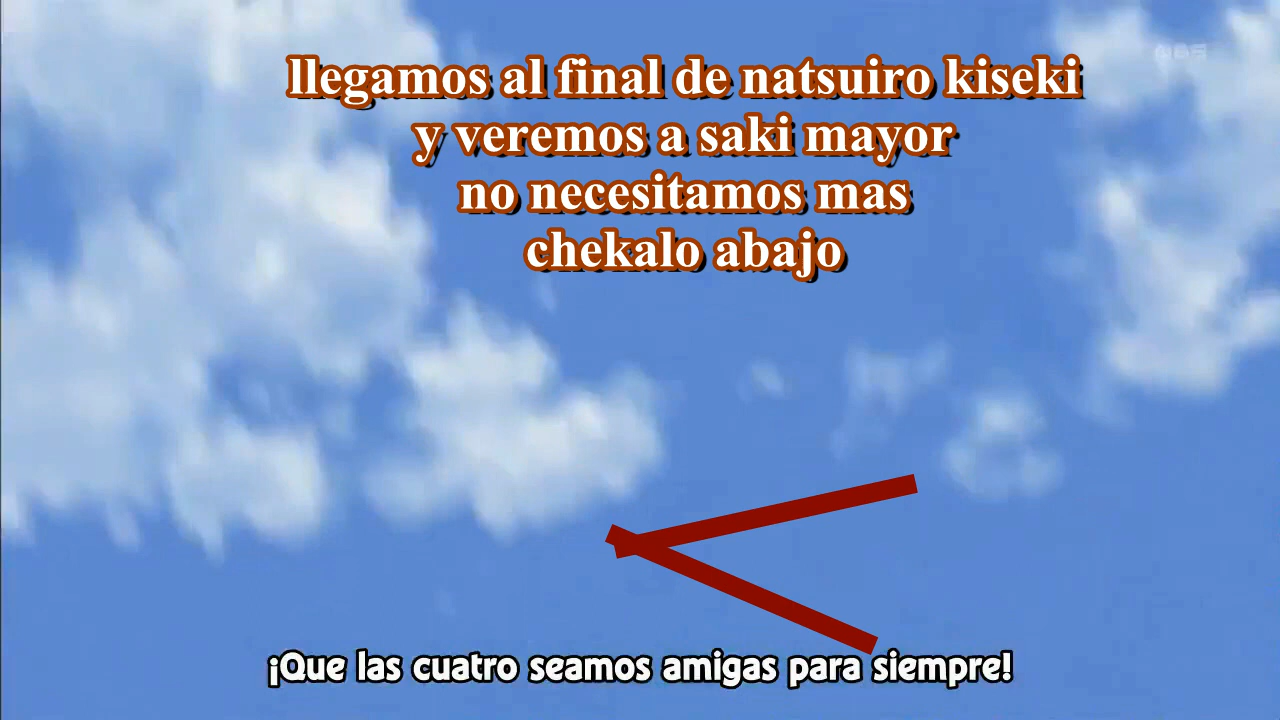 llegamos al final de natsuiro kiseki
y veremos a saki mayor
no necesitamos mas
chekalo abajo
¡Que las cuatro seamos amigas para siempre!